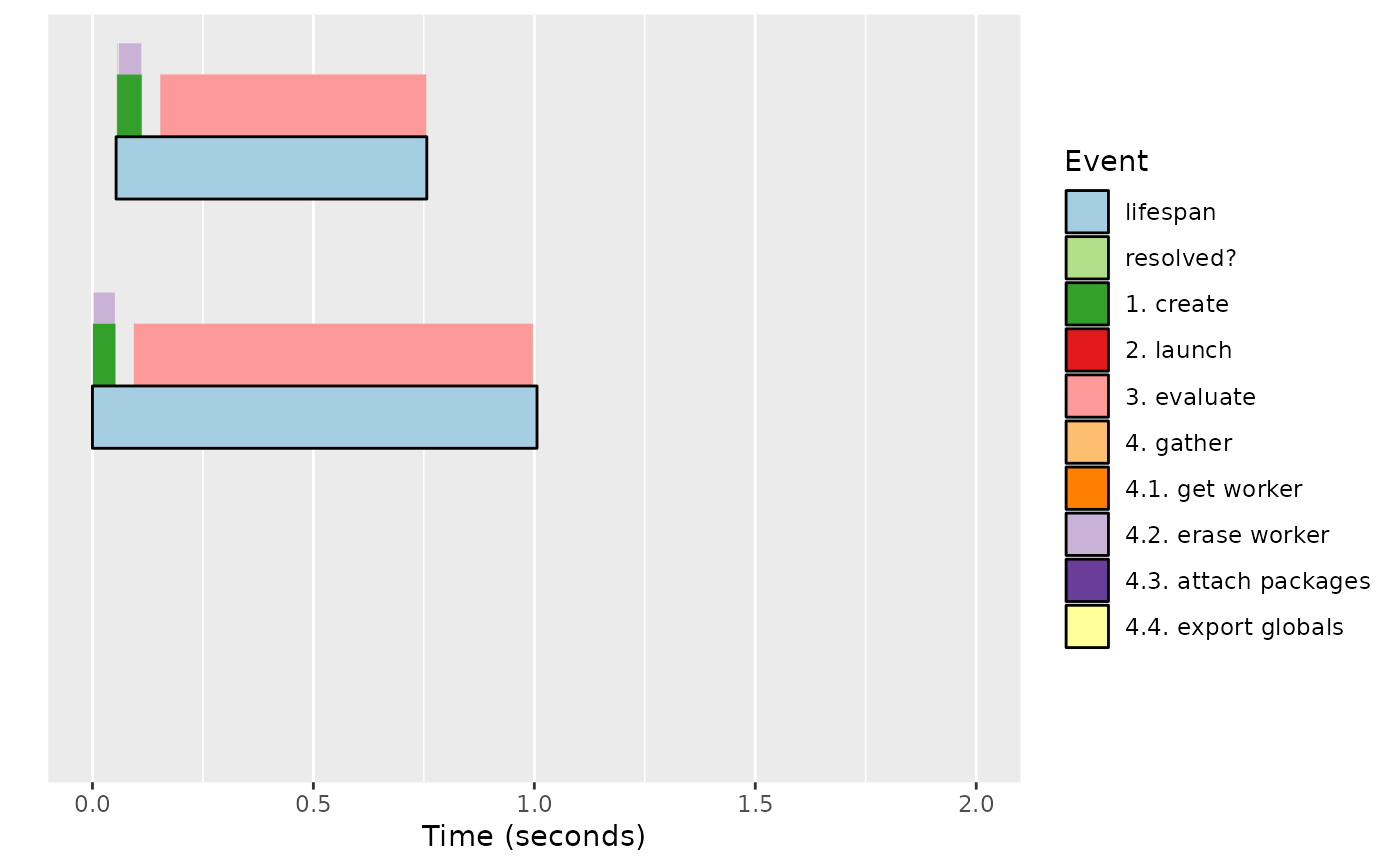 Event
lifespan
resolved?
1. create
2. launch
3. evaluate
4. gather
4.1. get worker
4.2. erase worker
4.3. attach packages
4.4. export globals
0.0 0.5 1.0 1.5 2.0
Time (seconds)